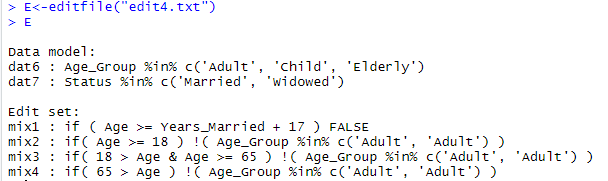 > E<-editfile("edit4.txt")
> E
Data model:
dat6 : Age_Group %in% c('Adult', 'Child', 'Elderly')
dat7 : Status %in% c('Married', 'Widowed')
Edit set:
mix1 : if ( Age >= Years_Married + 17 ) FALSE
mix2 : if( Age >= 18 ) !( Age_Group %in% c('Adult', 'Adult') )
mix3 : if( 18 > Age & Age >= 65 ) !( Age_Group %in% c('Adult', 'Adult') )
mix4 : if( 65 > Age ) !( Age_Group %in% c('Adult', 'Adult') )